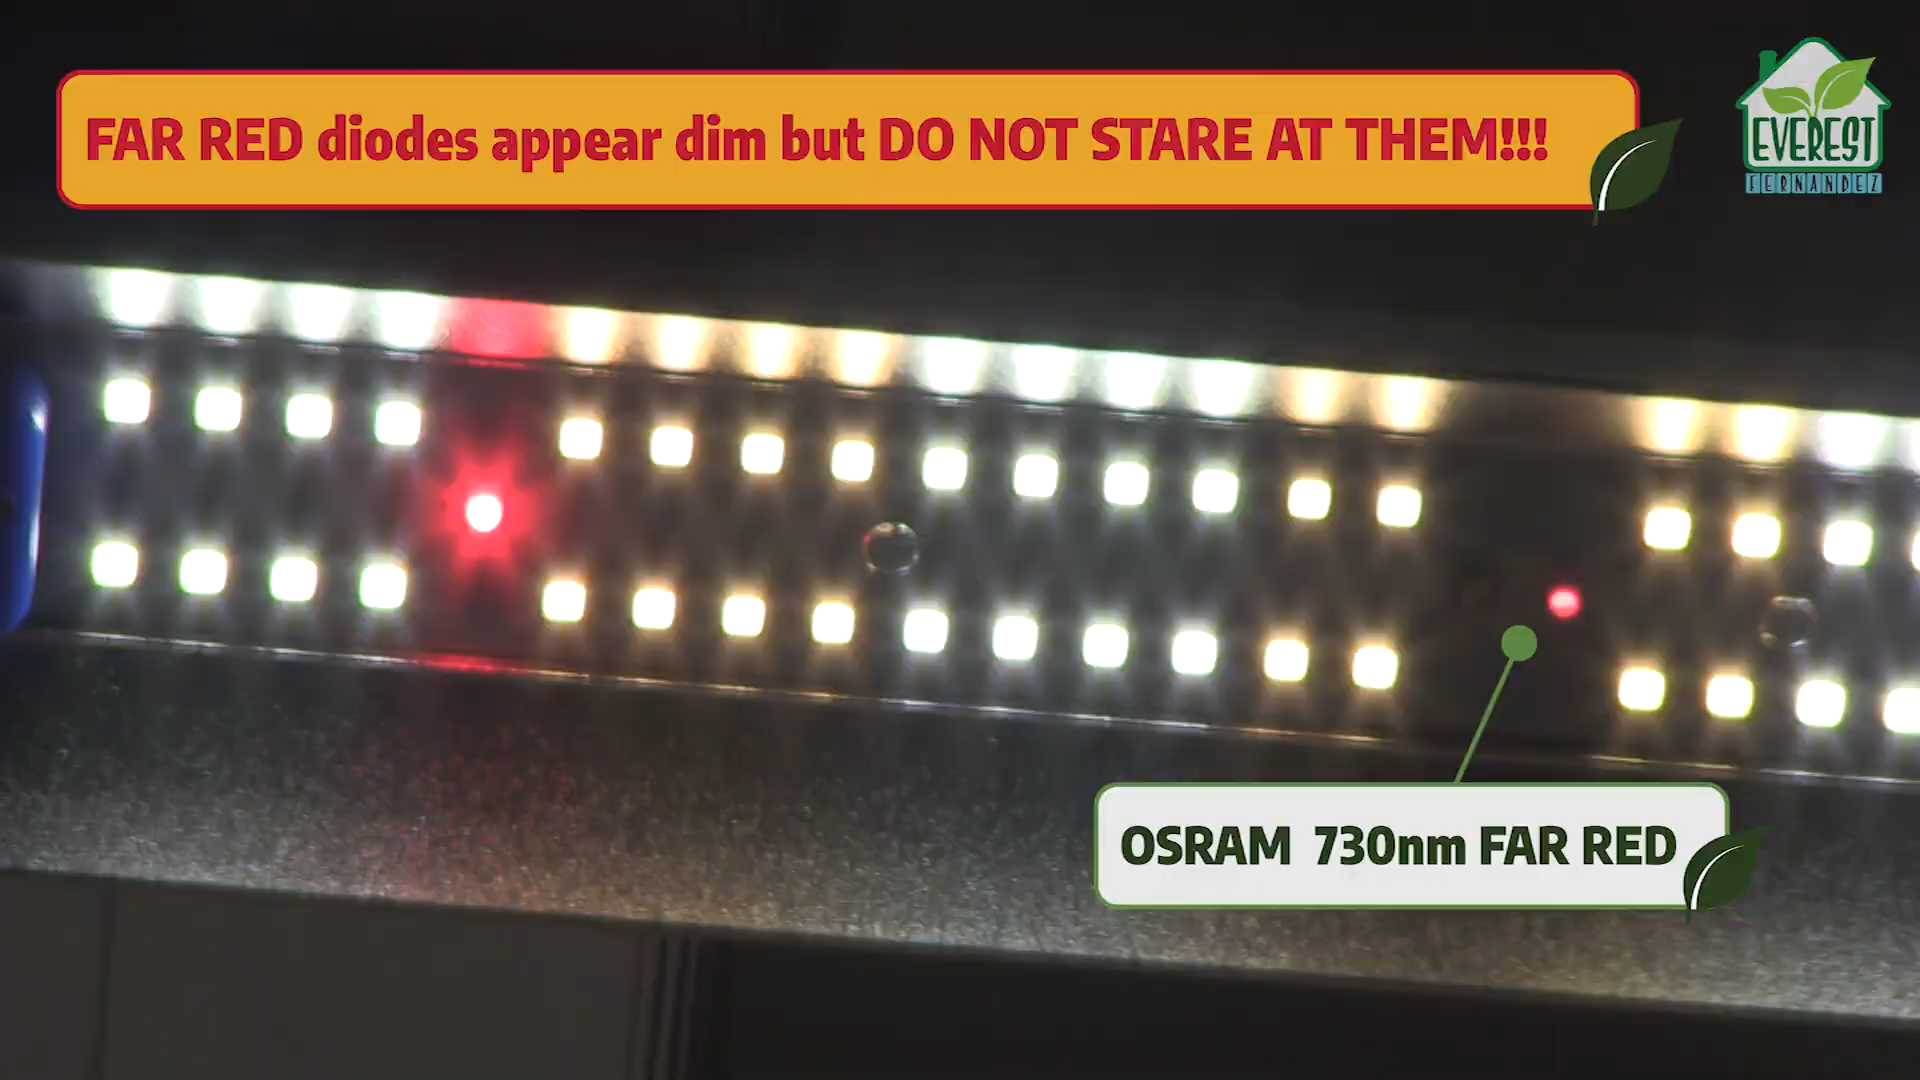 FAR RED diodes appear dim but DO NOT STARE AT THEM!!!
EVEREST
FERNANDEZ
OSRAM 730nm FAR RED